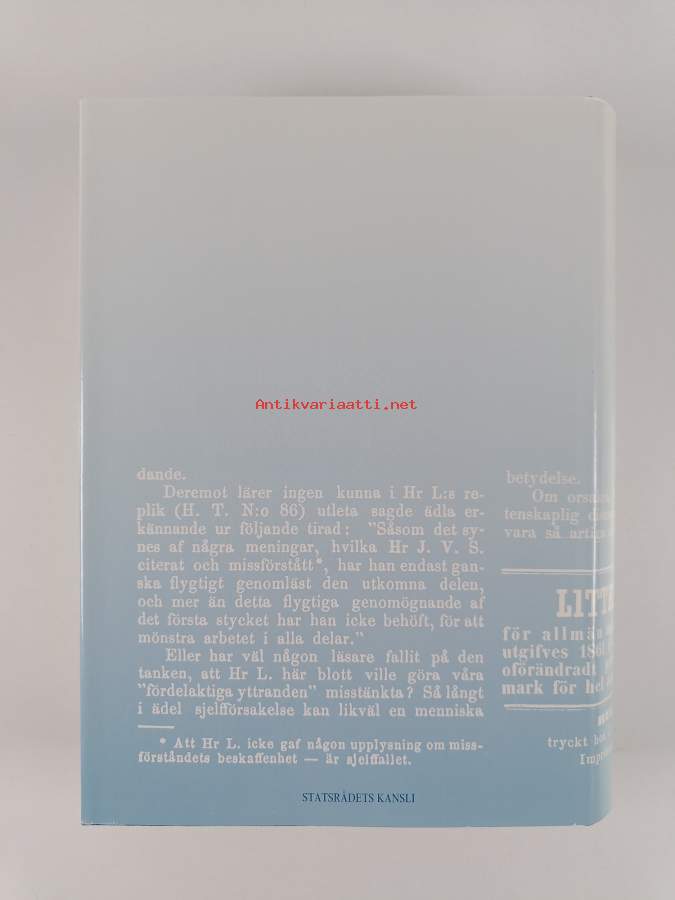 Antikvariaatti.net
dande.
Deremot lärer ingen kunna i Hr L:s re-
plik (H. T. N:o 86) utleta sagde ädla er-
kännande ur följande tirad: "Såsom det sy-
nes af några meningar, hvilka Hr J. V. S.
citerat och missförstått*, har han endast gan-
ska flygtigt genomläst den utkomna delen,
och mer än detta flygtiga genomögnande af
det första stycket har han icke behöft, för att
mönstra arbetet i alla delar."
Eller har väl någon läsare fallit på den
tanken, att Hr L. här blott ville göra våra
"fördelaktiga yttranden" misstänkta? Så långt
i ädel sjelfförsakelse kan likväl en menniska
* Att Hr L. icke gaf någon upplysning om miss-
förståndets beskaffenhet — är sjelffallet.
betydelse.
Om orsak
tenskaplig
vara så
LITT
för allmän
utgifves
oförändradt
mark för hel
tryckt hos
STATSRÅDETS KANSLI